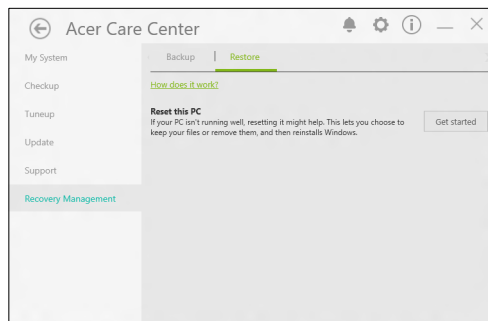 Acer Care Center
My System
Backup
Restore
Checkup
How does it work?
Tuneup
Reset this PC
If your PC isn't running well, resetting it might help. This lets you choose to
keep your files or remove them, and then reinstalls Windows.
Get started
Update
Support
Recovery Management